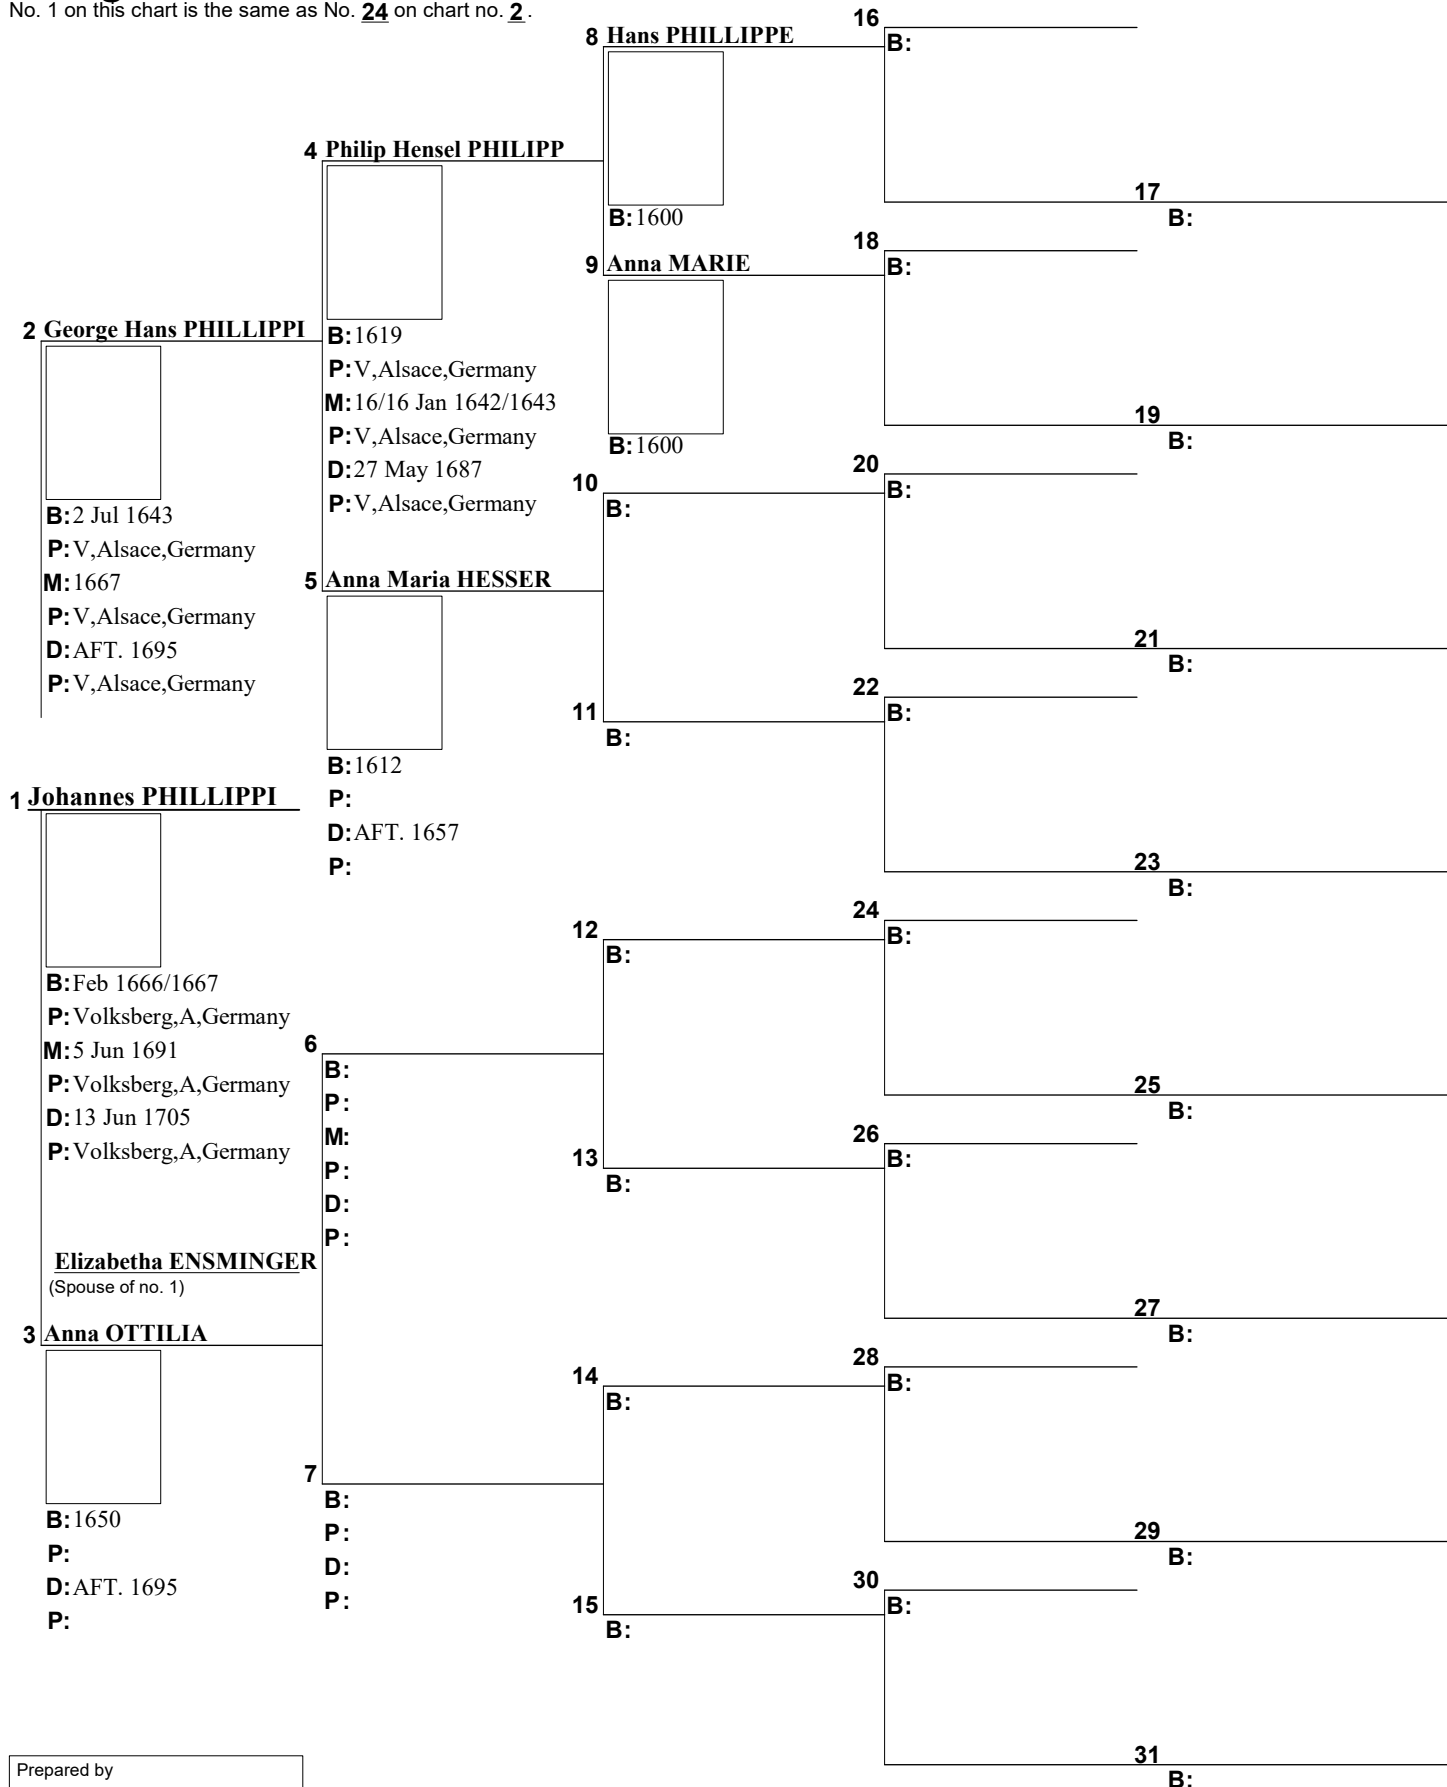 No. 1 on this chart is the same as No. 24 on chart no. 2 .
16
B:
8 Hans PHILLIPPE
B:1600
17
B:
4 Philip Hensel PHILIPP
B:1619
P:V,Alsace,Germany
M:16/16 Jan 1642/1643
P:V,Alsace,Germany
D:27 May 1687
P:V,Alsace,Germany
18
B:
9 Anna MARIE
B:1600
19
B:
2 George Hans PHILLIPPI
B:2 Jul 1643
P:V,Alsace,Germany
M:1667
P:V,Alsace,Germany
D:AFT. 1695
P:V,Alsace,Germany
20
B:
10
B:
21
B:
5 Anna Maria HESSER
B:1612
P:
D:AFT. 1657
P:
22
B:
11
B:
23
B:
1 Johannes PHILLIPPI
B:Feb 1666/1667
P:Volksberg,A,Germany
M:5 Jun 1691
P:Volksberg,A,Germany
D:13 Jun 1705
P:Volksberg,A,Germany
24
B:
12
B:
25
B:
6
B:
P:
M:
P:
D:
P:
26
B:
13
B:
27
B:
Elizabetha ENSMINGER
(Spouse of no. 1)
3 Anna OTTILIA
B:1650
P:
D:AFT. 1695
P:
28
B:
14
B:
29
B:
7
B:
P:
D:
P:
30
B:
15
B:
31
B:
Prepared by